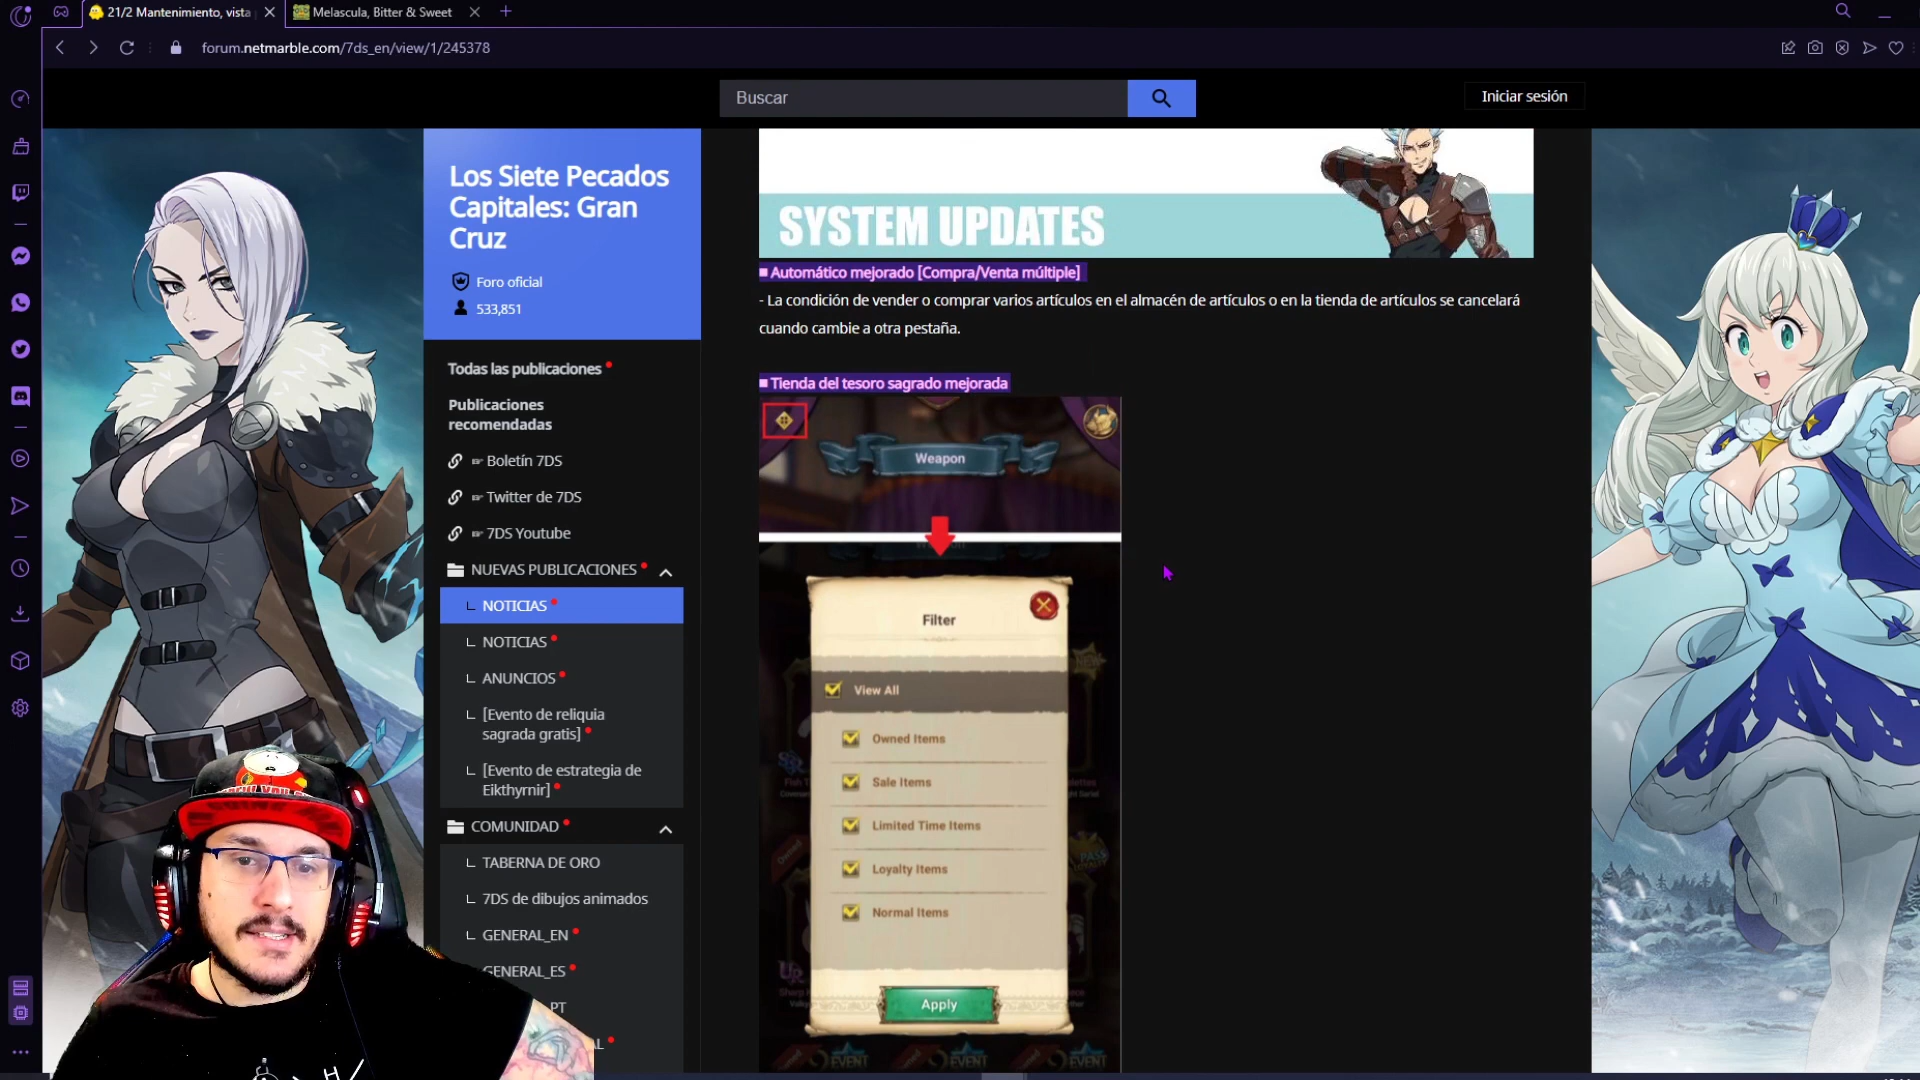 21/2 Mantenimiento, vista
Melascula, Bitter & Sweet
forum.netmarble.com/7ds_en/view/1/245378
Buscar
Iniciar sesión
Los Siete Pecados
Capitales: Gran
Cruz
Foro oficial
533,851
Todas las publicaciones
Publicaciones
recomendadas
☞ Boletín 7DS
☞ Twitter de 7DS
☞ 7DS Youtube
NUEVAS PUBLICACIONES
NOTICIAS
NOTICIAS
ANUNCIOS
[Evento de reliquia
sagrada gratis]
[Evento de estrategia de
Eikthyrnir]
COMUNIDAD
TABERNA DE ORO
7DS de dibujos animados
GENERAL_EN
GENERAL_ES
PT
SYSTEM UPDATES
■ Automático mejorado [Compra/Venta múltiple]
- La condición de vender o comprar varios artículos en el almacén de artículos o en la tienda de artículos se cancelará
cuando cambie a otra pestaña.
■ Tienda del tesoro sagrado mejorada
Weapon
Filter
View All
Owned Items
Sale Items
Limited Time Items
Loyalty Items
Normal Items
Apply
EVENT EVENT EVENT